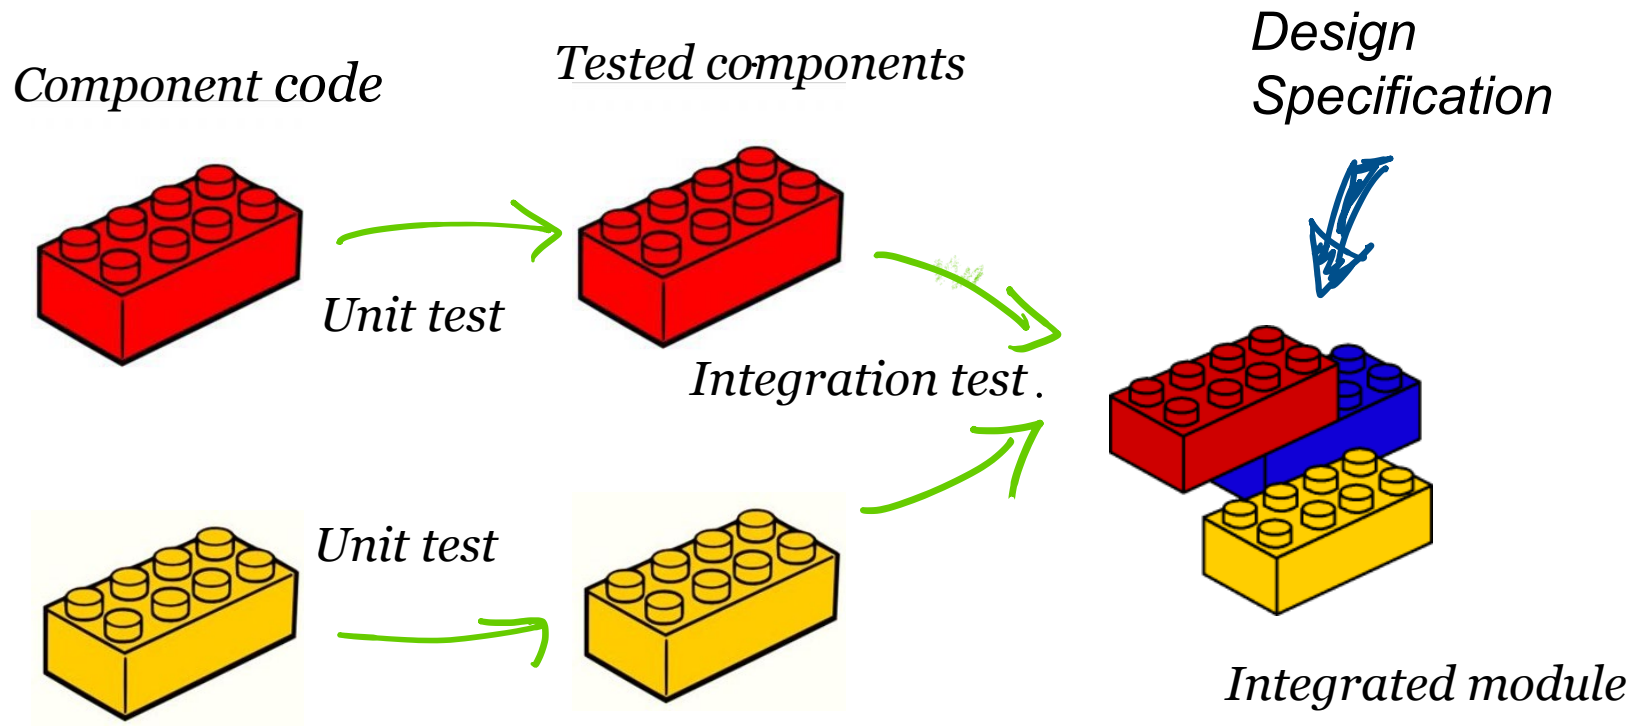 Component code
Tested components
Design
Specification
Unit test
Integration test .
Unit test
Integrated module